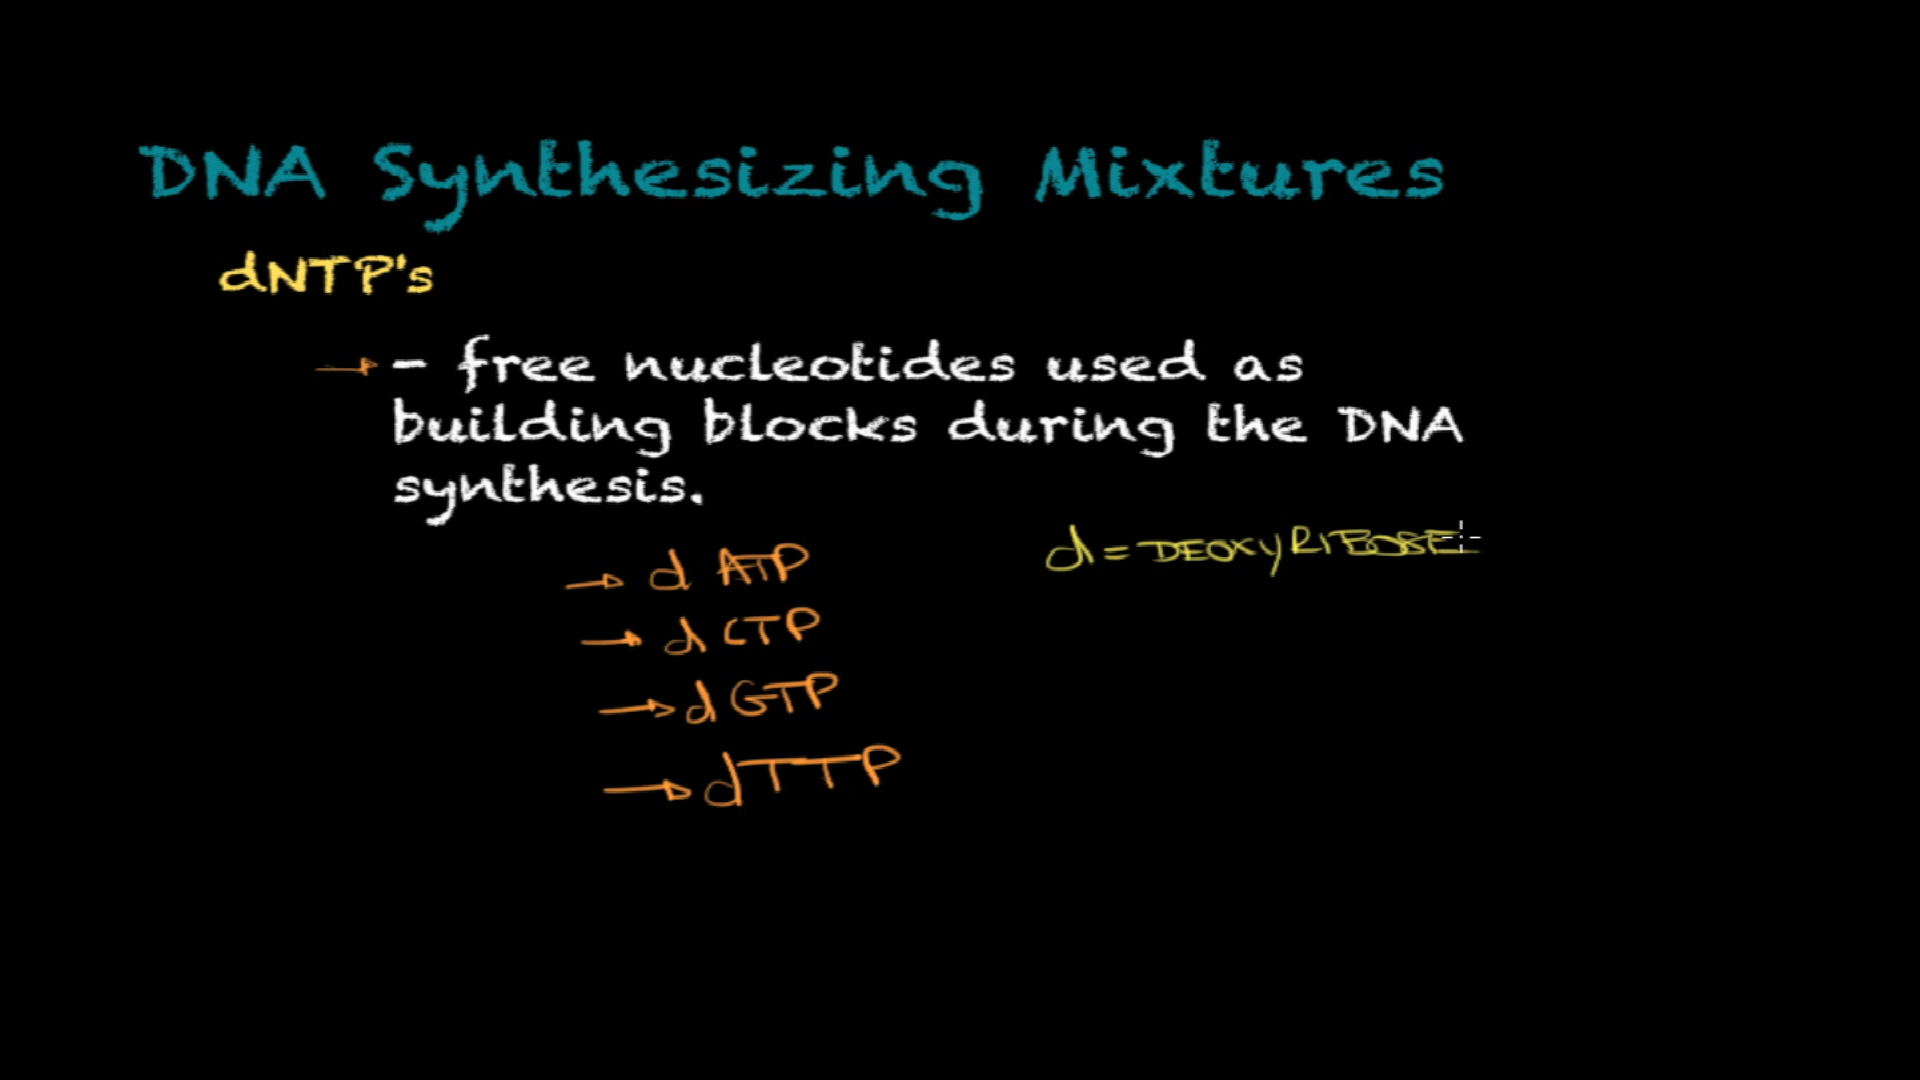 DNA Synthesizing Mixtures
dNTP's
→ - free nucleotides used as
building blocks during the DNA
synthesis.
d = DEOXYRIBOSE
→ d ATP
→ d CTP
→ d GTP
→ dTTP